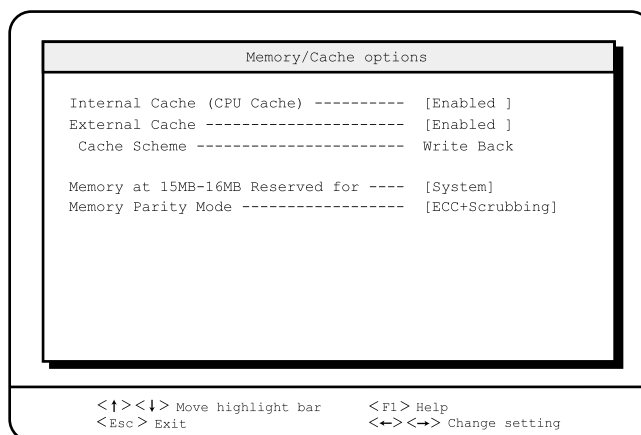 Memory/Cache options
Internal Cache (CPU Cache) ---------- [Enabled ]
External Cache ---------------------- [Enabled ]
Cache Scheme ----------------------- Write Back
Memory at 15MB-16MB Reserved for ---- [System]
Memory Parity Mode ------------------ [ECC+Scrubbing]
<↑><↓> Move highlight bar <F1> Help
<Esc> Exit <←><→> Change setting